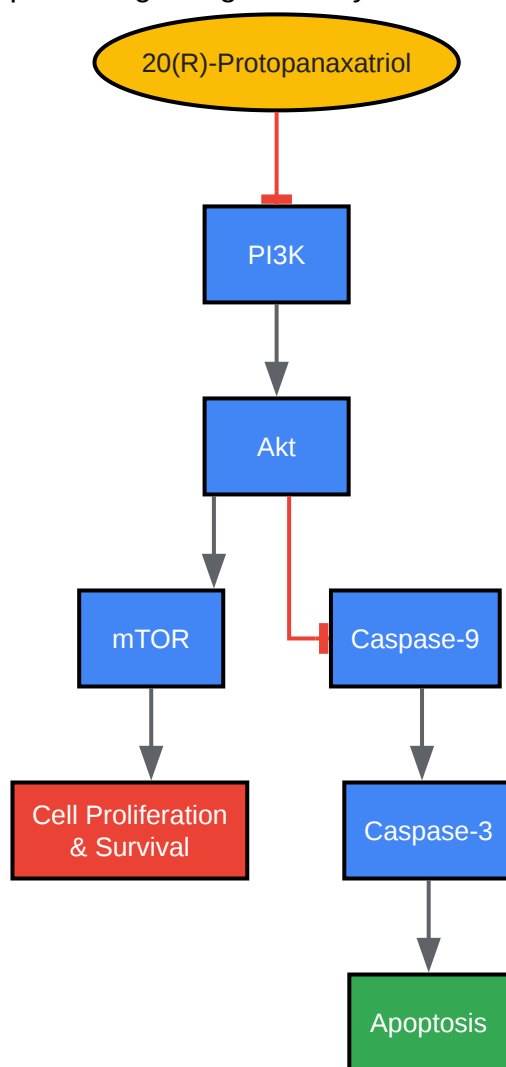 20(R)-Protopanaxatriol
PI3K
Akt
mTOR
Caspase-9
Cell Proliferation
& Survival
Caspase-3
Apoptosis